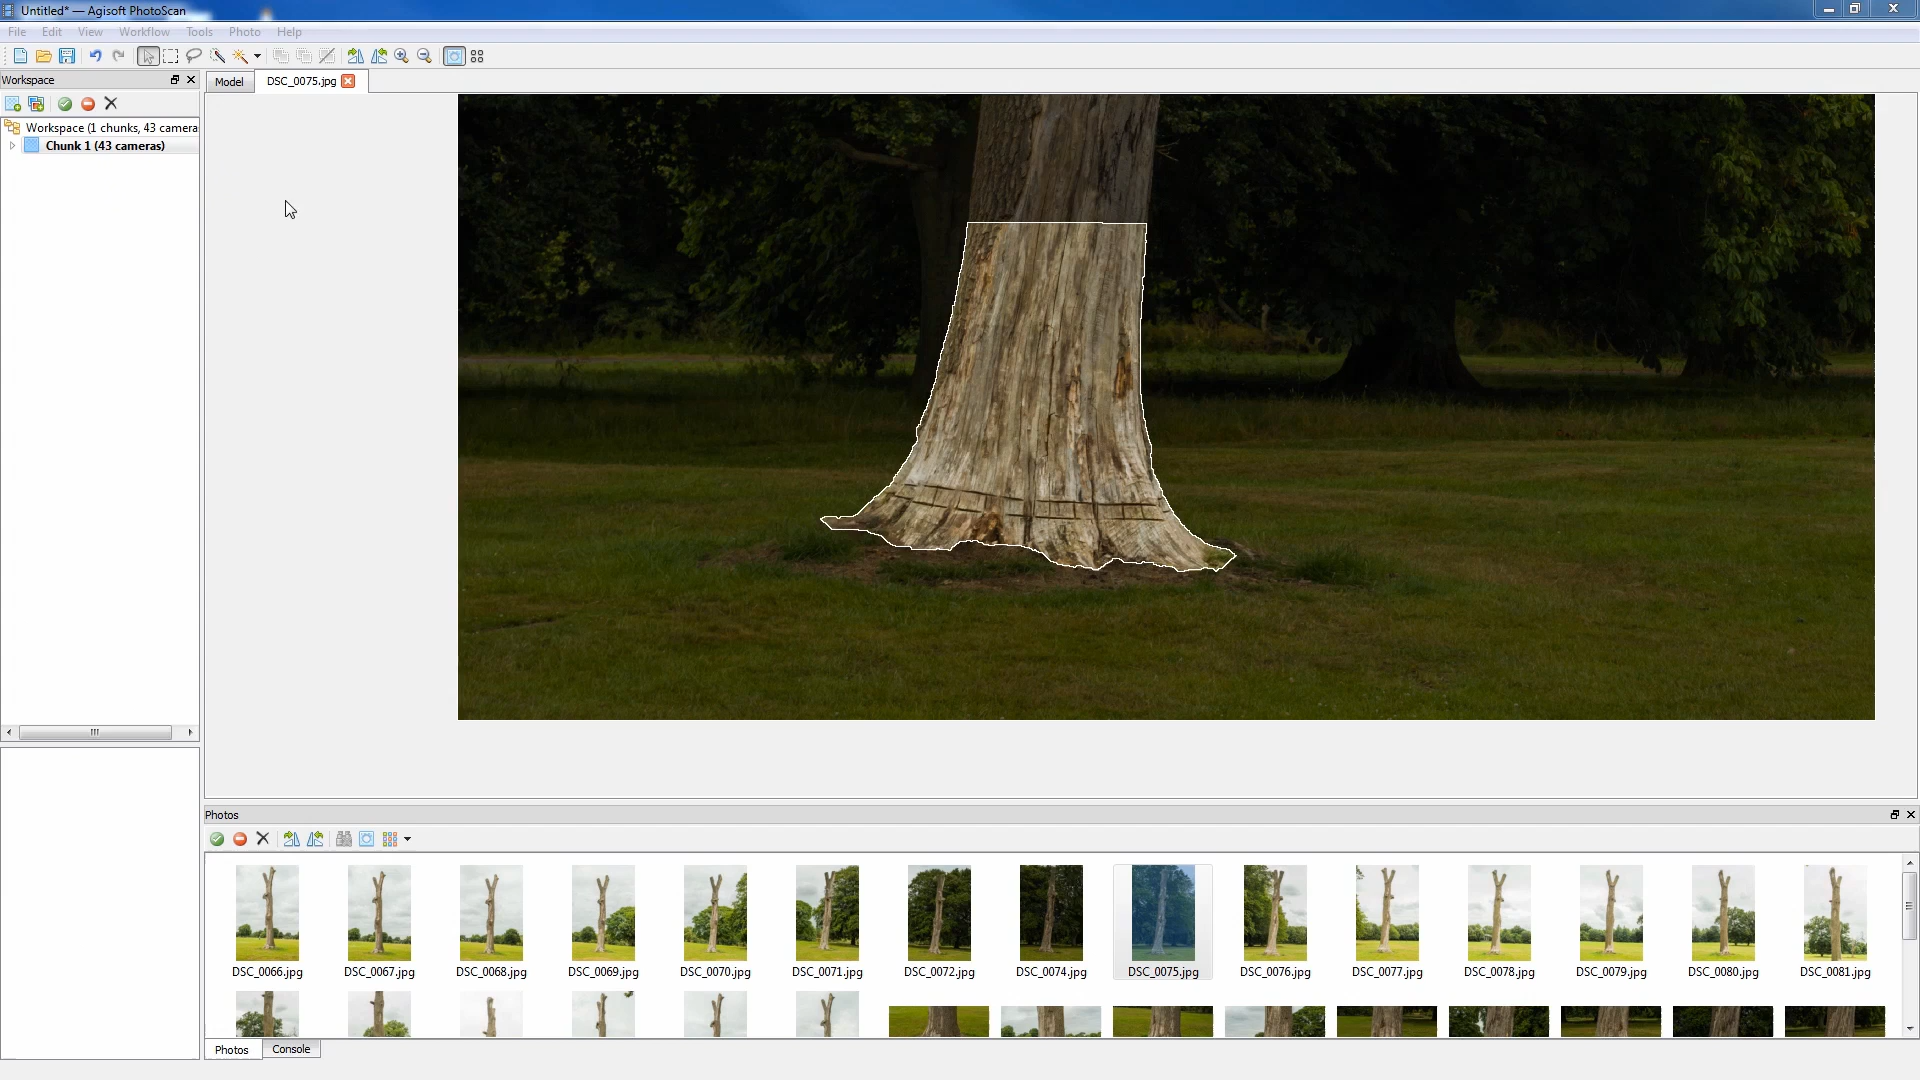 Untitled* — Agisoft PhotoScan
File Edit View Workflow Tools Photo Help
Workspace
Model DSC_0075.jpg
Workspace (1 chunks, 43 camera
Chunk 1 (43 cameras)
Photos
DSC_0066.jpg DSC_0067.jpg DSC_0068.jpg DSC_0069.jpg DSC_0070.jpg DSC_0071.jpg DSC_0072.jpg DSC_0074.jpg DSC_0075.jpg DSC_0076.jpg DSC_0077.jpg DSC_0078.jpg DSC_0079.jpg DSC_0080.jpg DSC_0081.jpg
Photos Console